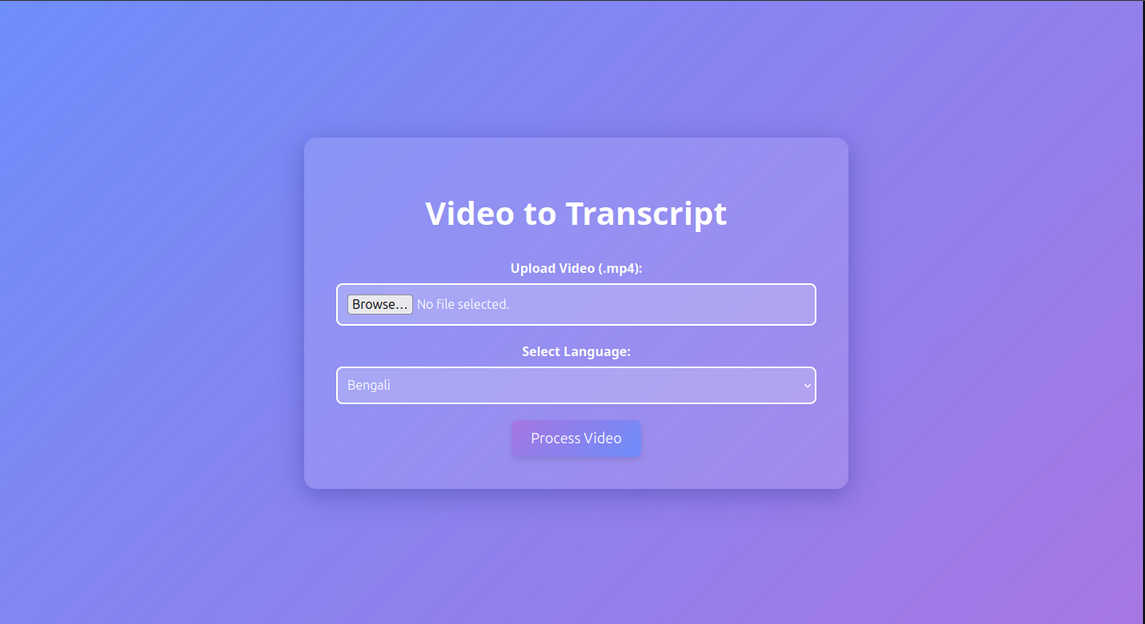 Video to Transcript
Upload Video (.mp4):
Browse... No file selected.
Select Language:
Bengali
Process Video